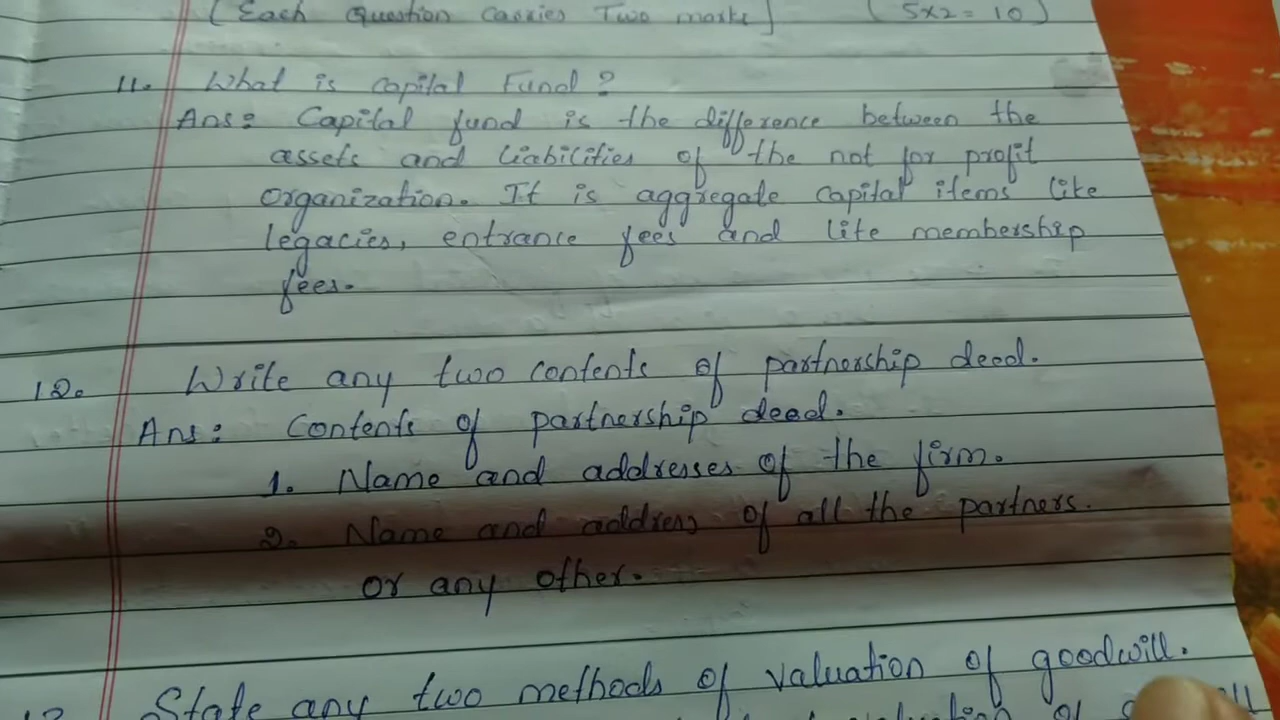 [Each Question Carries Two marks] (5x2=10)
11. What is capital Fund?
Ans: Capital fund is the difference between the
assets and liabilities of the not for profit
organization. It is aggregate capital items like
legacies, entrance fees and lite membership
fees.
12. Write any two contents of partnership deed.
Ans: Contents of partnership deed.
1. Name and addresses of the firm.
2. Name and address of all the partners.
or any other.
State any two methods of valuation of goodwill.
of